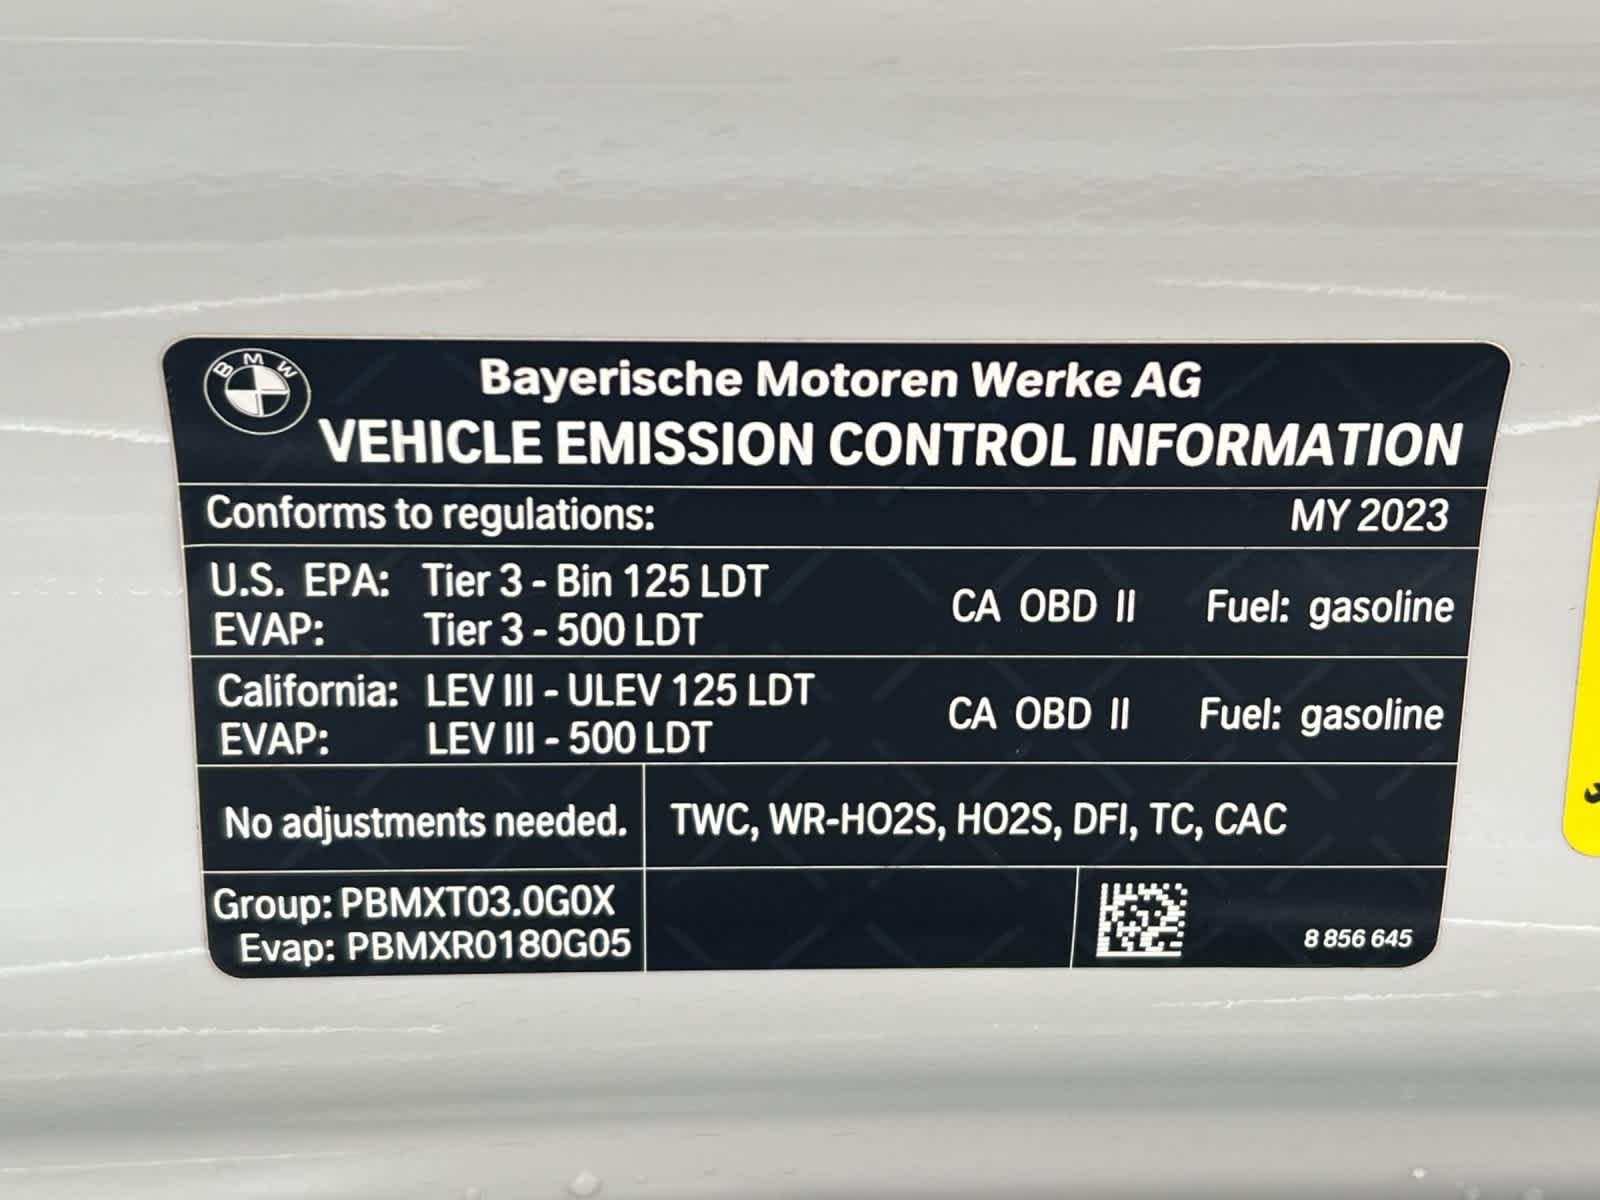 BMW
Bayerische Motoren Werke AG
VEHICLE EMISSION CONTROL INFORMATION
Conforms to regulations: MY 2023
U.S. EPA: Tier 3 - Bin 125 LDT
EVAP: Tier 3 - 500 LDT
CA OBD II Fuel: gasoline
California: LEV III - ULEV 125 LDT
EVAP: LEV III - 500 LDT
CA OBD II Fuel: gasoline
No adjustments needed. TWC, WR-HO2S, HO2S, DFI, TC, CAC
Group: PBMXT03.0G0X
Evap: PBMXR0180G05
8 856 645